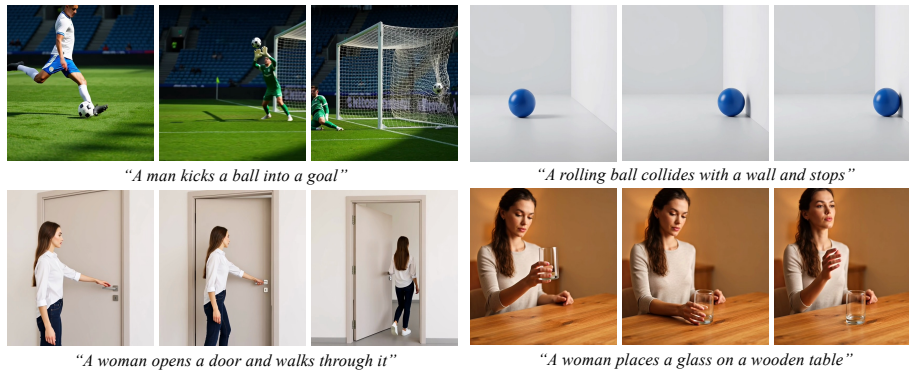 “A man kicks a ball into a goal”
“A rolling ball collides with a wall and stops”
“A woman opens a door and walks through it”
“A woman places a glass on a wooden table”